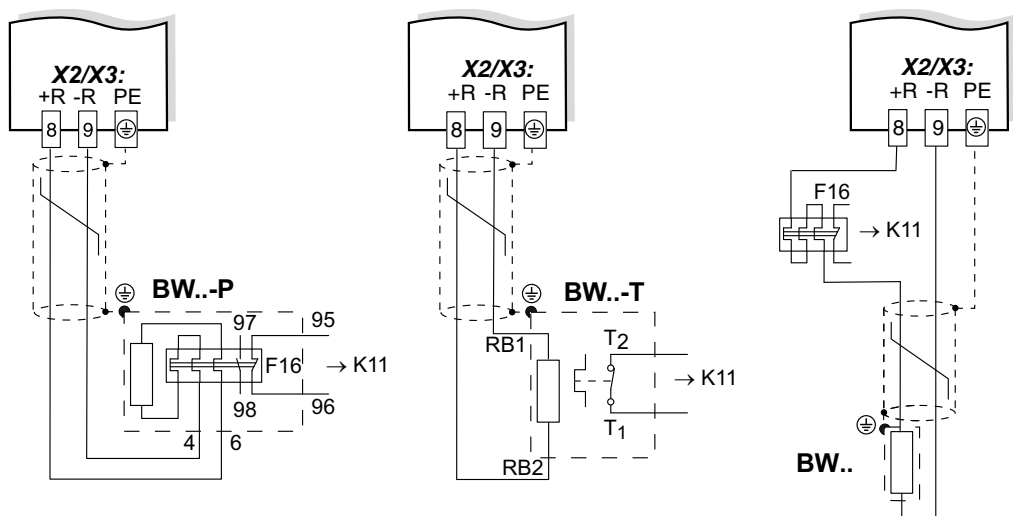 X2/X3:
+R -R PE
8 9
BW..-P
97 95
F16 → K11
98 96
4 6
X2/X3:
+R -R PE
8 9
BW..-T
RB1 T2
→ K11
T1
RB2
X2/X3:
+R -R PE
8 9
F16
→ K11
BW..